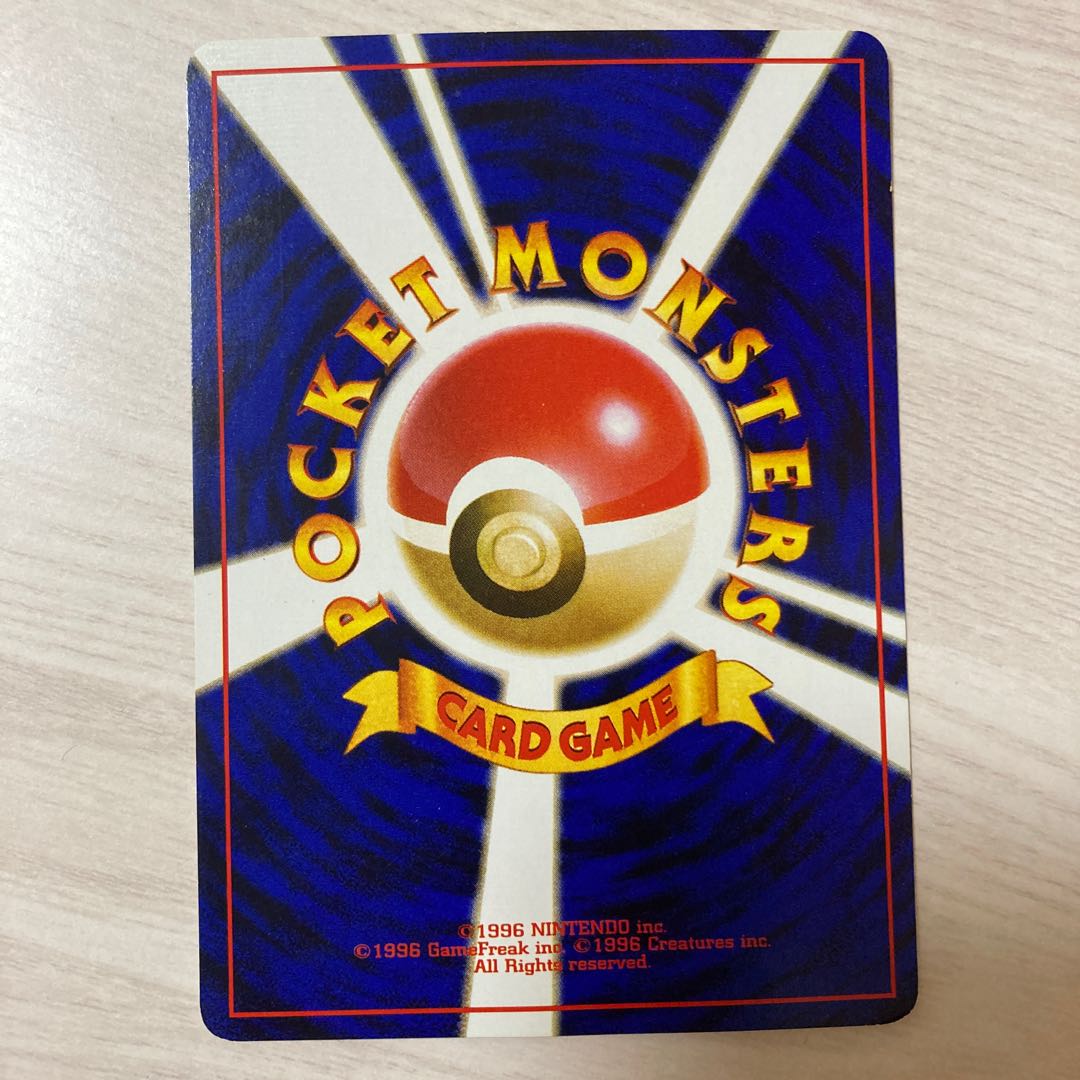 POCKET MONSTERS
CARD GAME
©1996 NINTENDO inc.
©1996 GameFreak inc. ©1996 Creatures inc.
All Rights reserved.